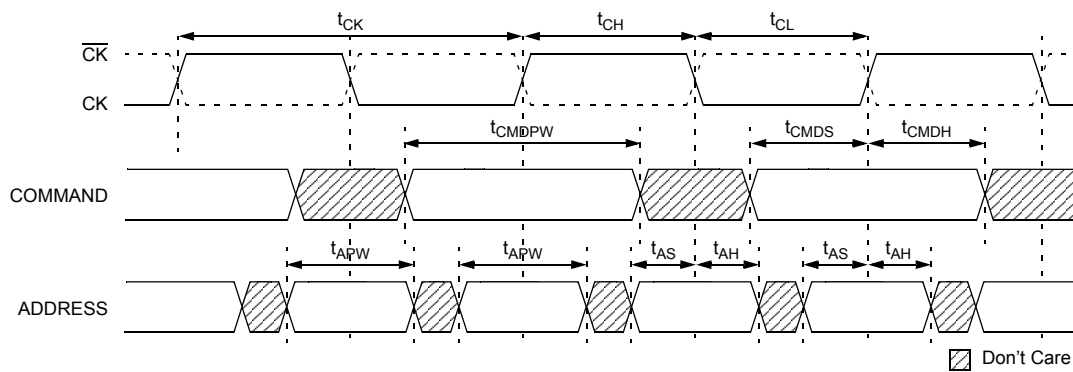 tCK tCH tCL
CK
CK
tCMDPW tCMDS tCMDH
COMMAND
tAPW tAPW tAS tAH tAS tAH
ADDRESS
Don't Care